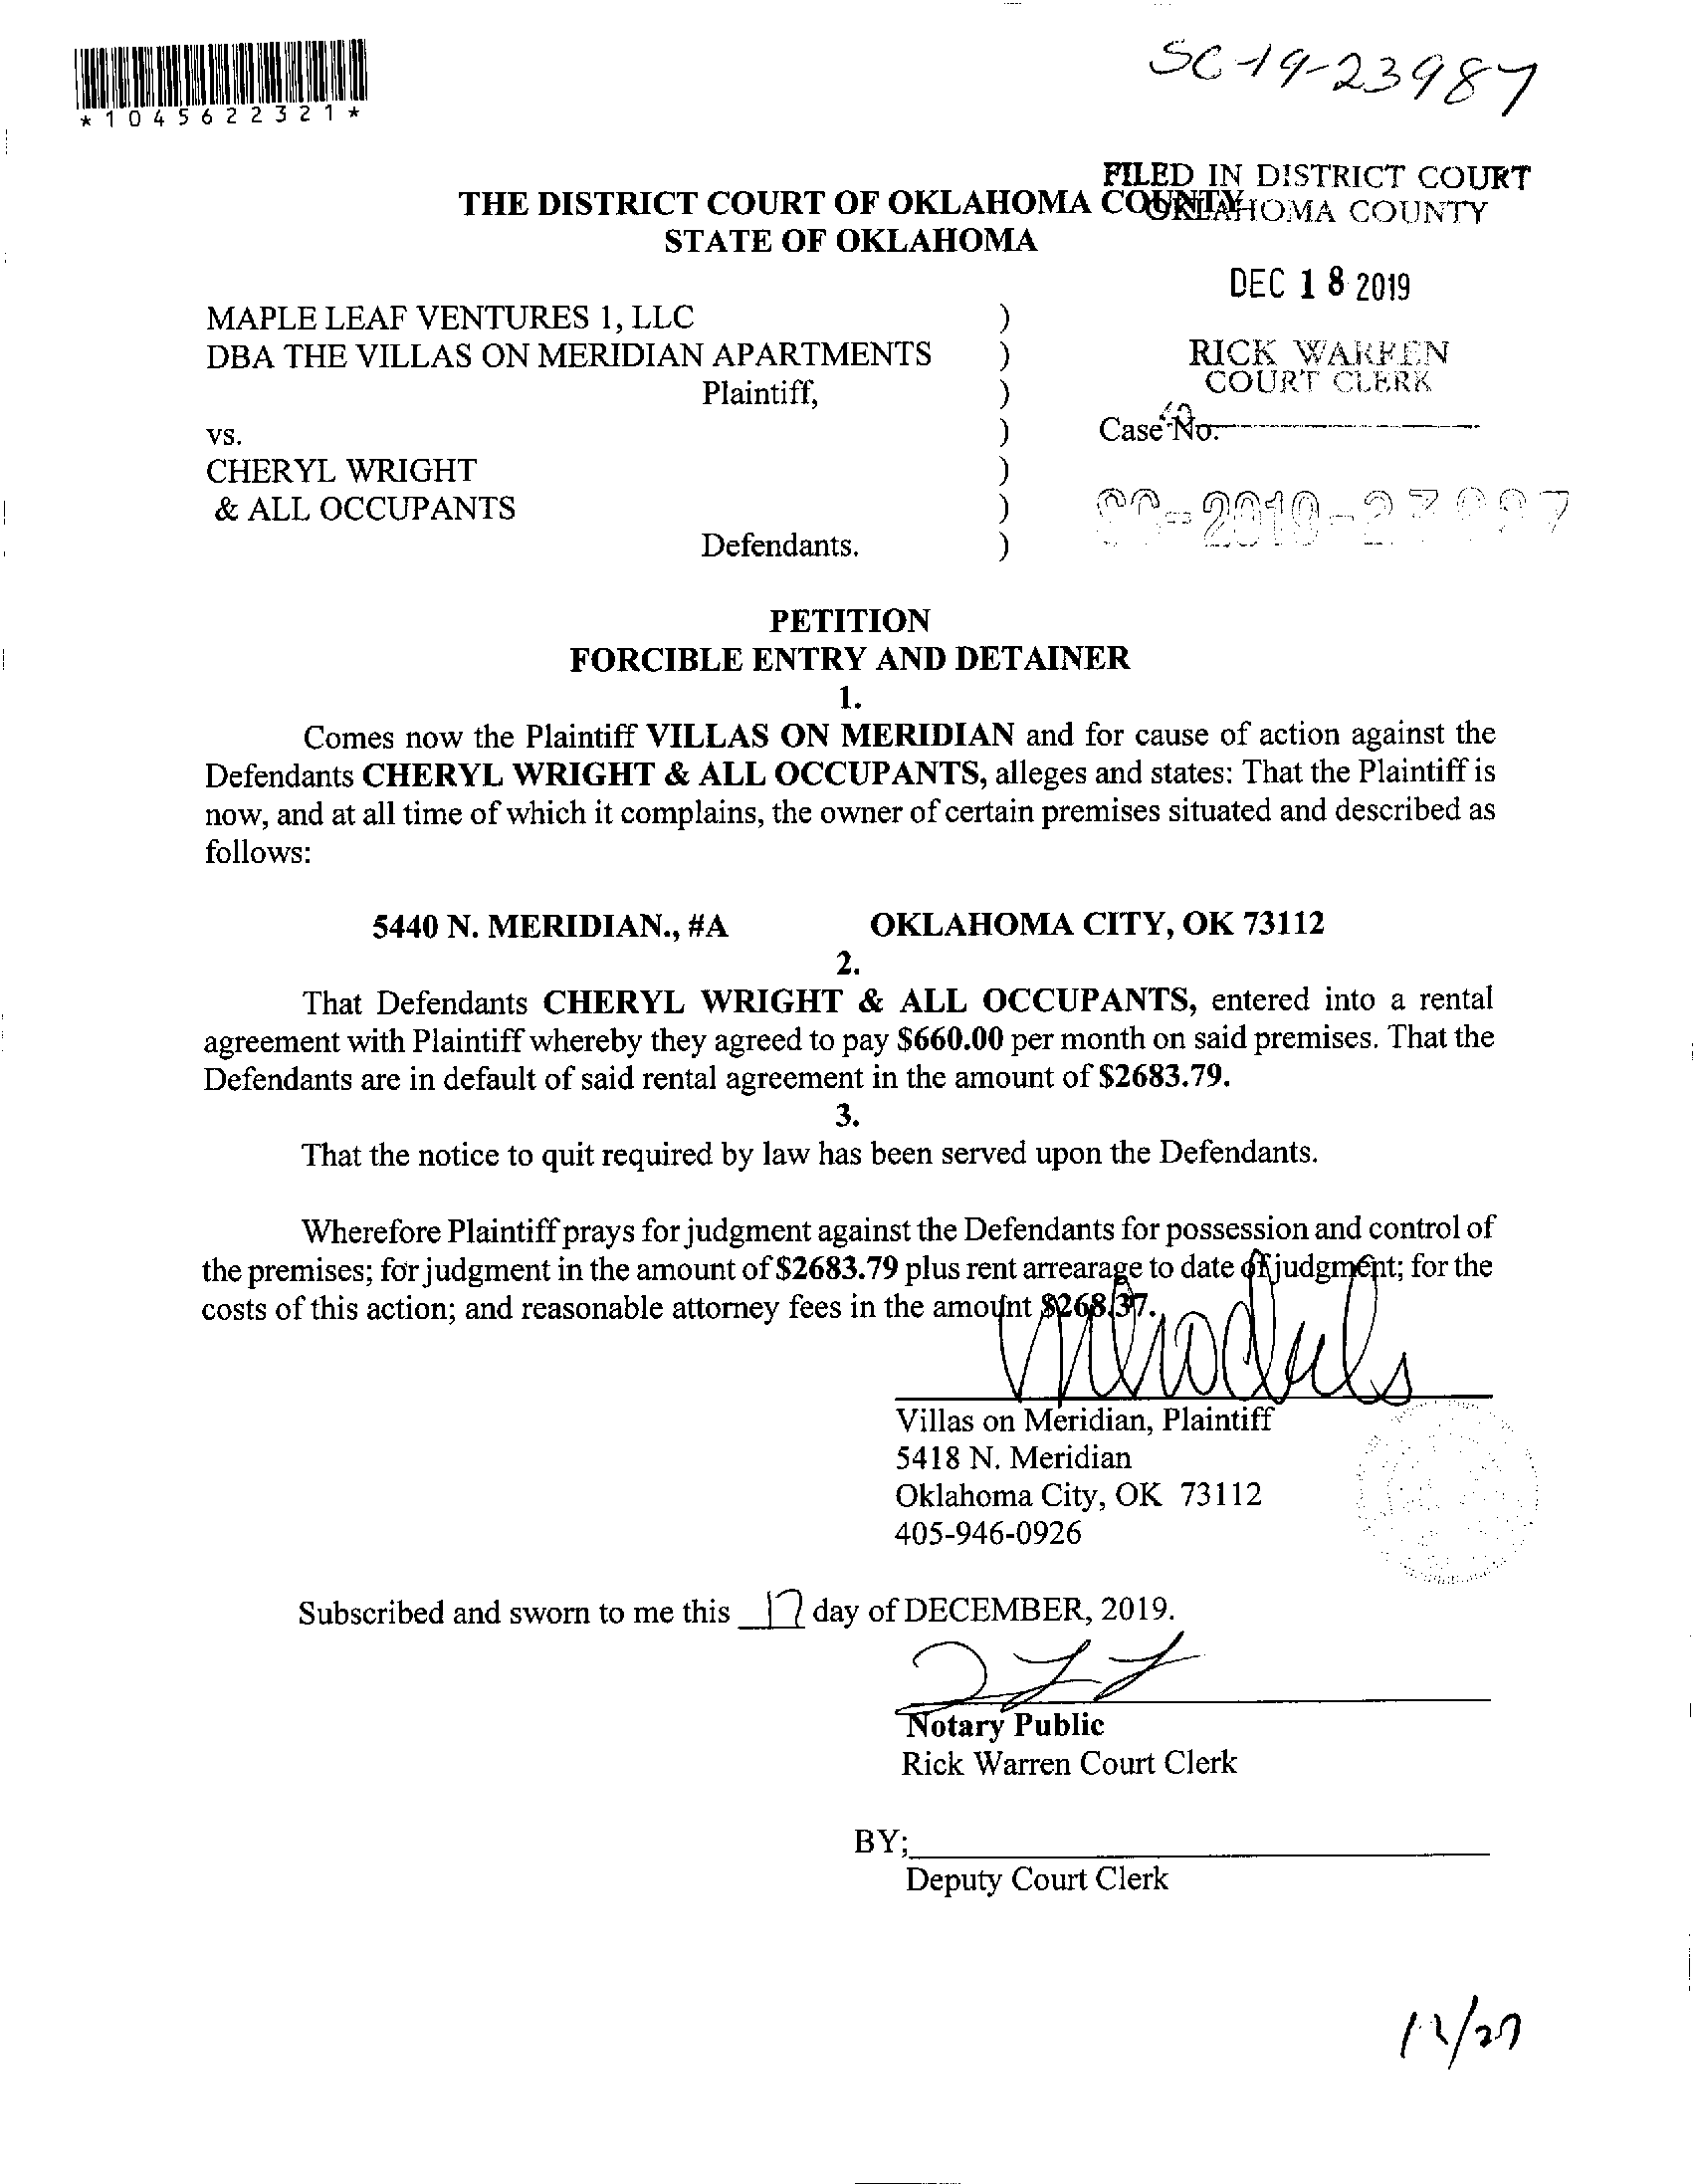 SC-19-23987
*1045622321*
FILED IN DISTRICT COURT
OKLAHOMA COUNTY
THE DISTRICT COURT OF OKLAHOMA COUNTY
STATE OF OKLAHOMA
DEC 18 2019
MAPLE LEAF VENTURES 1, LLC )
DBA THE VILLAS ON MERIDIAN APARTMENTS )
RICK WARREN
COURT CLERK
Plaintiff, )
vs. )
Case No.
CHERYL WRIGHT )
& ALL OCCUPANTS )
SC-2019-23987
Defendants. )
PETITION
FORCIBLE ENTRY AND DETAINER
1.
Comes now the Plaintiff VILLAS ON MERIDIAN and for cause of action against the
Defendants CHERYL WRIGHT & ALL OCCUPANTS, alleges and states: That the Plaintiff is
now, and at all time of which it complains, the owner of certain premises situated and described as
follows:
5440 N. MERIDIAN., #A OKLAHOMA CITY, OK 73112
2.
That Defendants CHERYL WRIGHT & ALL OCCUPANTS, entered into a rental
agreement with Plaintiff whereby they agreed to pay $660.00 per month on said premises. That the
Defendants are in default of said rental agreement in the amount of $2683.79.
3.
That the notice to quit required by law has been served upon the Defendants.
Wherefore Plaintiff prays for judgment against the Defendants for possession and control of
the premises; for judgment in the amount of $2683.79 plus rent arrearage to date of judgment; for the
costs of this action; and reasonable attorney fees in the amount $268.37.
Villas on Meridian, Plaintiff
5418 N. Meridian
Oklahoma City, OK 73112
405-946-0926
Subscribed and sworn to me this 17 day of DECEMBER, 2019.
Notary Public
Rick Warren Court Clerk
BY;
Deputy Court Clerk
12/27